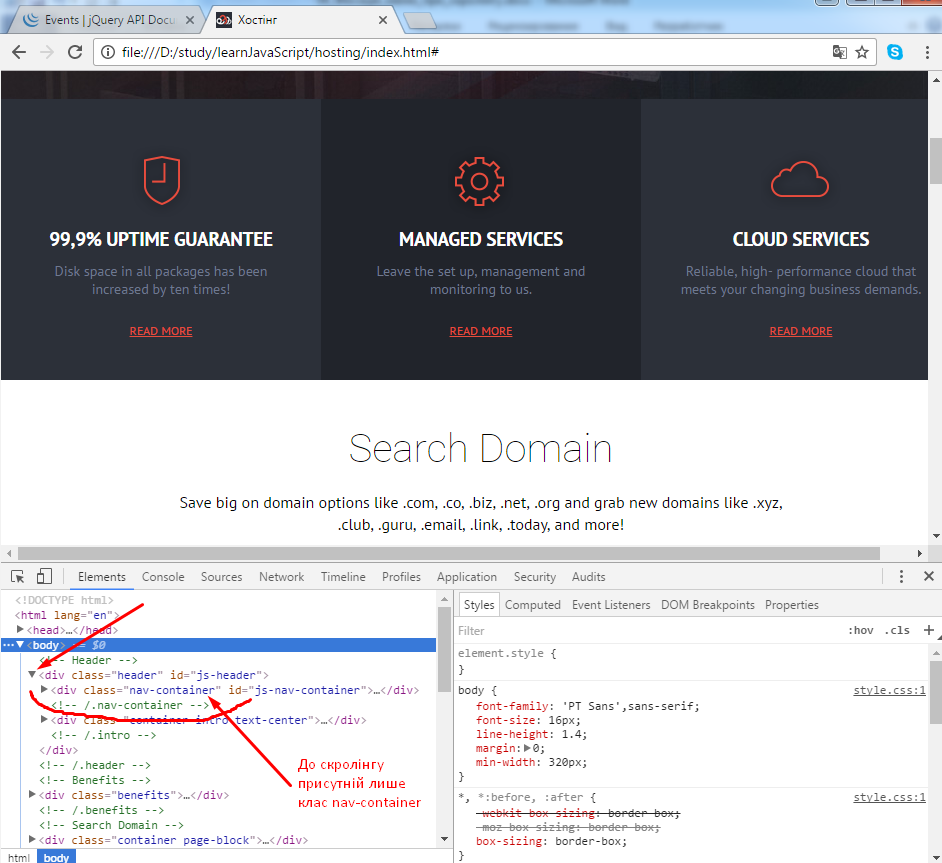 Events | jQuery API Docu
Хостінг
file:///D:/study/learnJavaScript/hosting/index.html#
99,9% UPTIME GUARANTEE
Disk space in all packages has been
increased by ten times!
READ MORE
MANAGED SERVICES
Leave the set up, management and
monitoring to us.
READ MORE
CLOUD SERVICES
Reliable, high- performance cloud that
meets your changing business demands.
READ MORE
Search Domain
Save big on domain options like .com, .co, .biz, .net, .org and grab new domains like .xyz,
.club, .guru, .email, .link, .today, and more!
Elements Console Sources Network Timeline Profiles Application Security Audits
<!DOCTYPE html>
<html lang="en">
<head>…</head>
<body> == $0
<!-- Header -->
<div class="header" id="js-header">
<div class="nav-container" id="js-nav-container">…</div>
<!-- /.nav-container -->
<div class="container intro text-center">…</div>
<!-- /.intro -->
</div>
<!-- /.header -->
<!-- Benefits -->
<div class="benefits">…</div>
<!-- /.benefits -->
<!-- Search Domain -->
<div class="container page-block">…</div>
До скролінгу
присутній лише
клас nav-container
html body
Styles Computed Event Listeners DOM Breakpoints Properties
Filter :hov .cls +
element.style {
}
body { style.css:1
font-family: 'PT Sans',sans-serif;
font-size: 16px;
line-height: 1.4;
margin: 0;
min-width: 320px;
}
*, *:before, :after { style.css:1
-webkit-box-sizing: border-box;
-moz-box-sizing: border-box;
box-sizing: border-box;
}